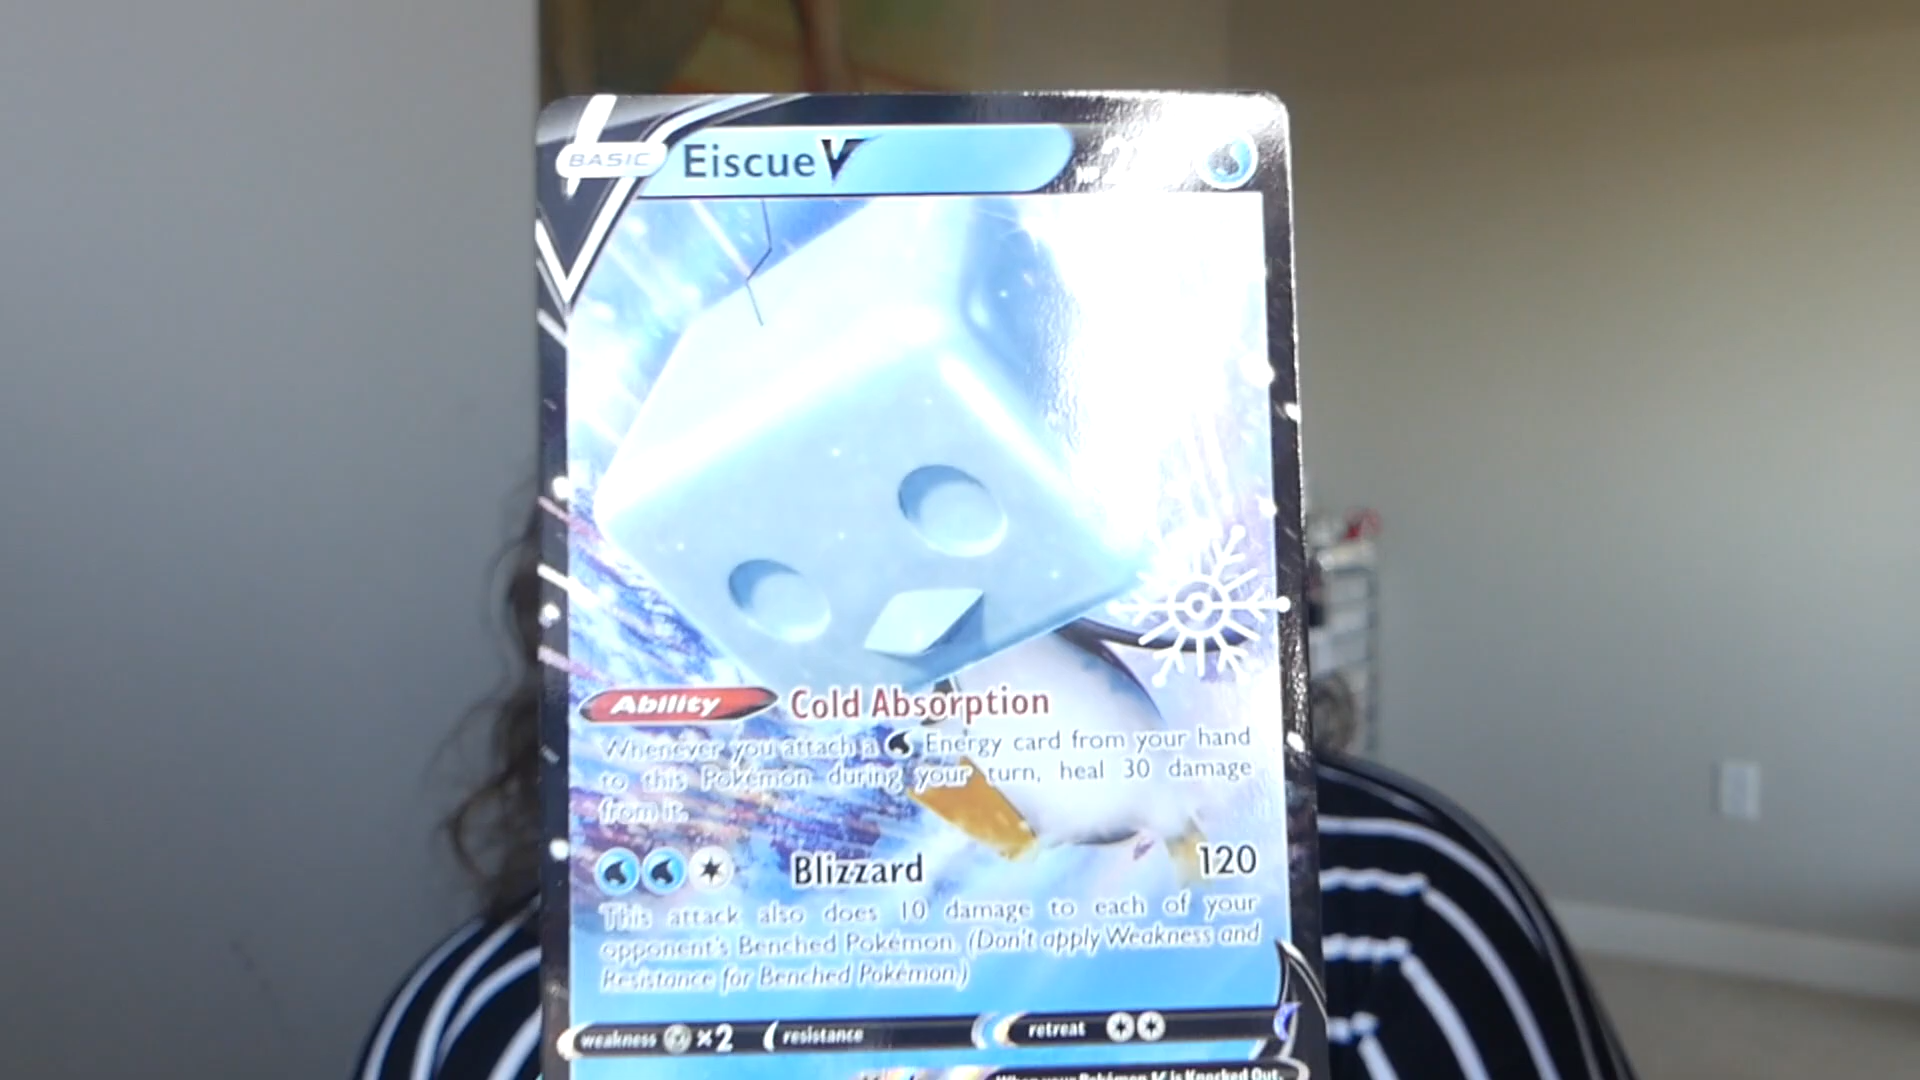 BASIC Eiscue V
Ability Cold Absorption
Whenever you attach a Energy card from your hand
to this Pokémon during your turn, heal 30 damage
from it.
Blizzard 120
This attack also does 10 damage to each of your
opponent's Benched Pokémon. (Don't apply Weakness and
Resistance for Benched Pokémon.)
weakness ×2 resistance retreat
When your Pokémon V is Knocked Out,